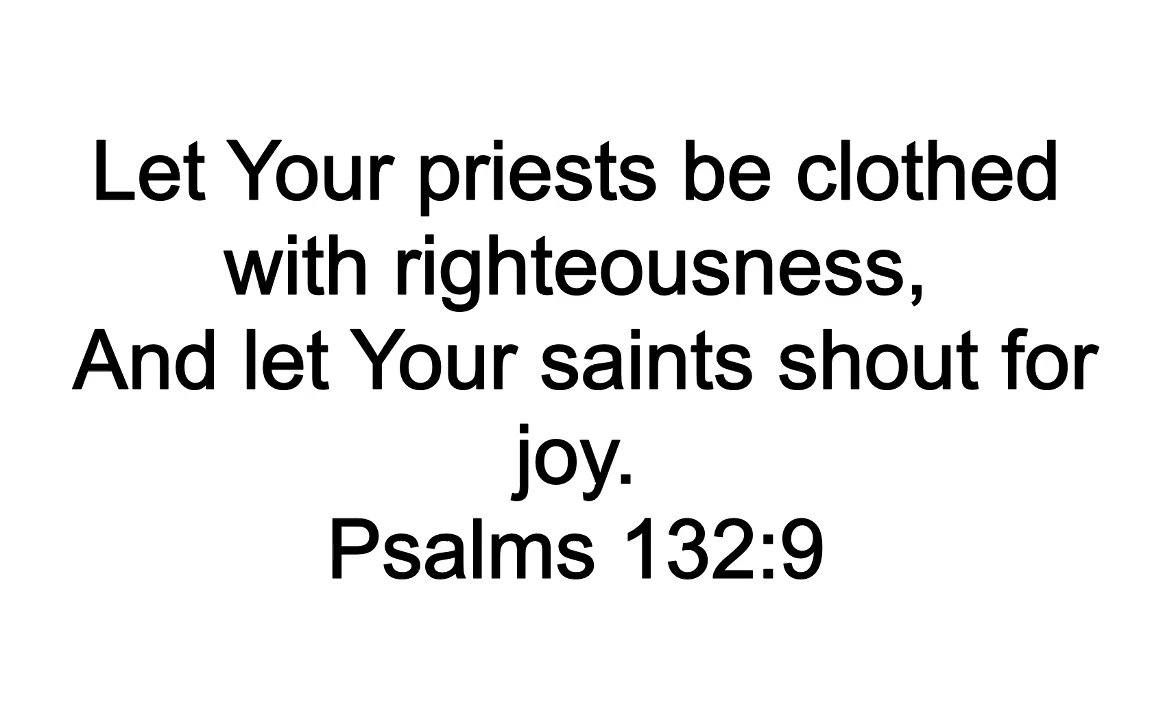 Let Your priests be clothed
with righteousness,
And let Your saints shout for
joy.
Psalms 132:9